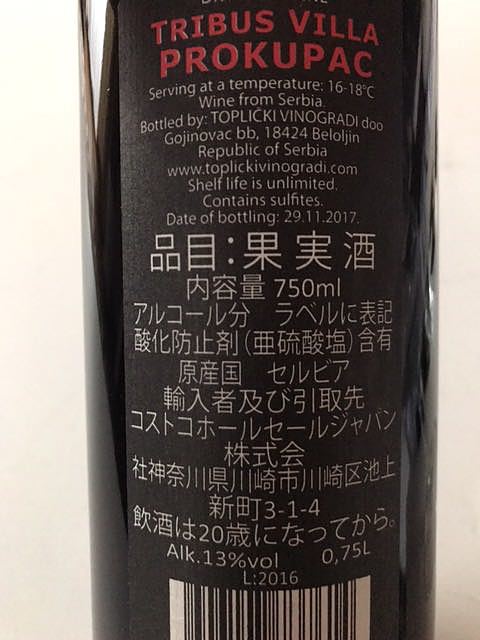 TRIBUS VILLA
PROKUPAC
Serving at a temperature: 16-18°C
Wine from Serbia.
Bottled by: TOPLIČKI VINOGRADI doo
Gojinovac bb, 18424 Beloljin
Republic of Serbia
www.toplickivinogradi.com
Shelf life is unlimited.
Contains sulfites.
Date of bottling: 29.11.2017.
品目:果実酒
内容量 750ml
アルコール分 ラベルに表記
酸化防止剤(亜硫酸塩)含有
原産国 セルビア
輸入者及び引取先
コストコホールセールジャパン
株式会
社神奈川県川崎市川崎区池上
新町3-1-4
飲酒は20歳になってから。
Alk.13%vol 0,75L
L:2016